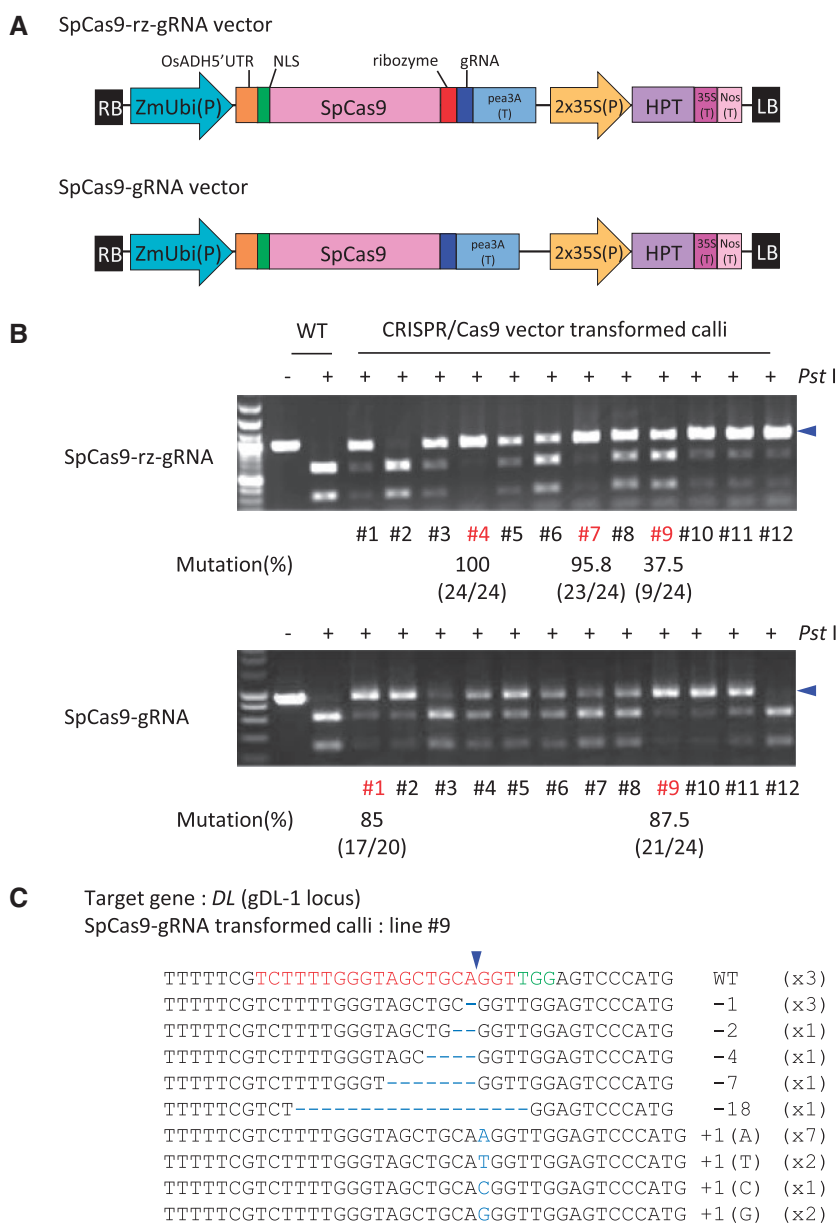 A SpCas9-rz-gRNA vector
OsADH5'UTR NLS ribozyme gRNA
RB ZmUbi(P) SpCas9 pea3A (T) 2x35S(P) HPT 35S (T) Nos (T) LB
SpCas9-gRNA vector
RB ZmUbi(P) SpCas9 pea3A (T) 2x35S(P) HPT 35S (T) Nos (T) LB
B WT CRISPR/Cas9 vector transformed calli
- + + + + + + + + + + + + + Pst I
SpCas9-rz-gRNA
#1 #2 #3 #4 #5 #6 #7 #8 #9 #10 #11 #12
Mutation(%) 100 95.8 37.5
(24/24) (23/24) (9/24)
- + + + + + + + + + + + + + Pst I
SpCas9-gRNA
#1 #2 #3 #4 #5 #6 #7 #8 #9 #10 #11 #12
Mutation(%) 85 87.5
(17/20) (21/24)
C Target gene : DL (gDL-1 locus)
SpCas9-gRNA transformed calli : line #9
TTTTTCGTCTTTTGGGTAGCTGCAGGTTGGAGTCCCATG WT (x3)
TTTTTCGTCTTTTGGGTAGCTGC-GGTTGGAGTCCCATG -1 (x3)
TTTTTCGTCTTTTGGGTAGCTG--GGTTGGAGTCCCATG -2 (x1)
TTTTTCGTCTTTTGGGTAGC----GGTTGGAGTCCCATG -4 (x1)
TTTTTCGTCTTTTGGGT-------GGTTGGAGTCCCATG -7 (x1)
TTTTTCGTCT------------------GGAGTCCCATG -18 (x1)
TTTTTCGTCTTTTGGGTAGCTGCAAGGTTGGAGTCCCATG +1(A) (x7)
TTTTTCGTCTTTTGGGTAGCTGCATGGTTGGAGTCCCATG +1(T) (x2)
TTTTTCGTCTTTTGGGTAGCTGCACGGTTGGAGTCCCATG +1(C) (x1)
TTTTTCGTCTTTTGGGTAGCTGCAGGGTTGGAGTCCCATG +1(G) (x2)